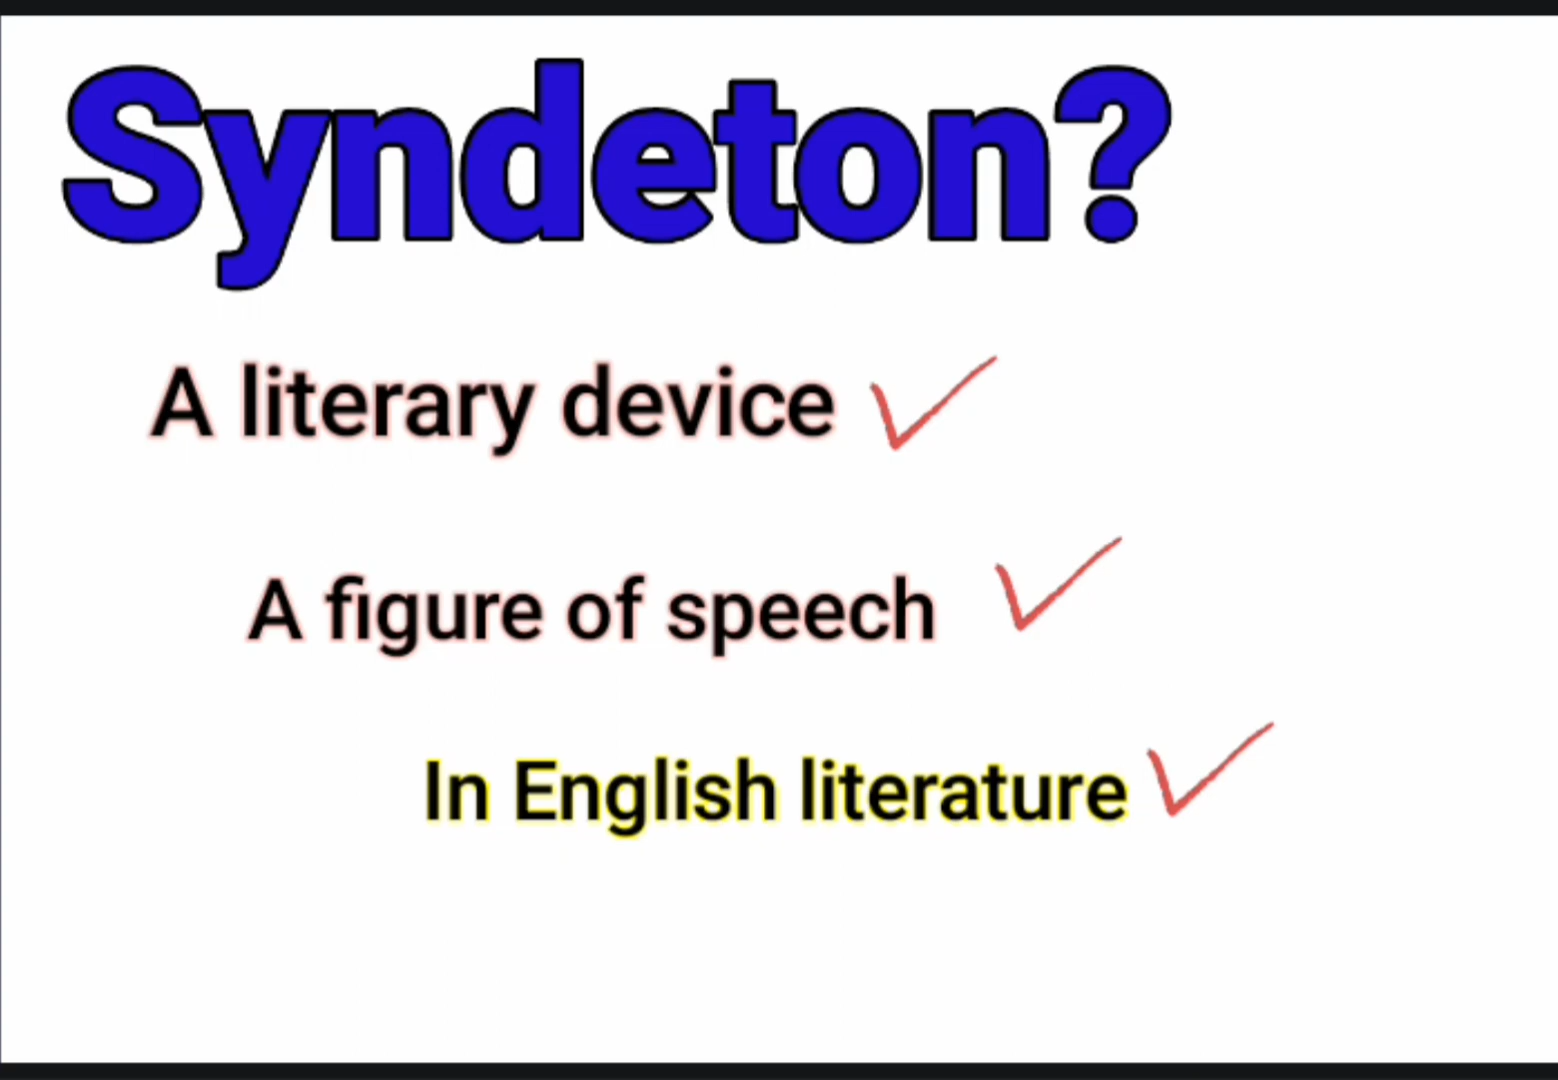 Syndeton?
A literary device
A figure of speech
In English literature